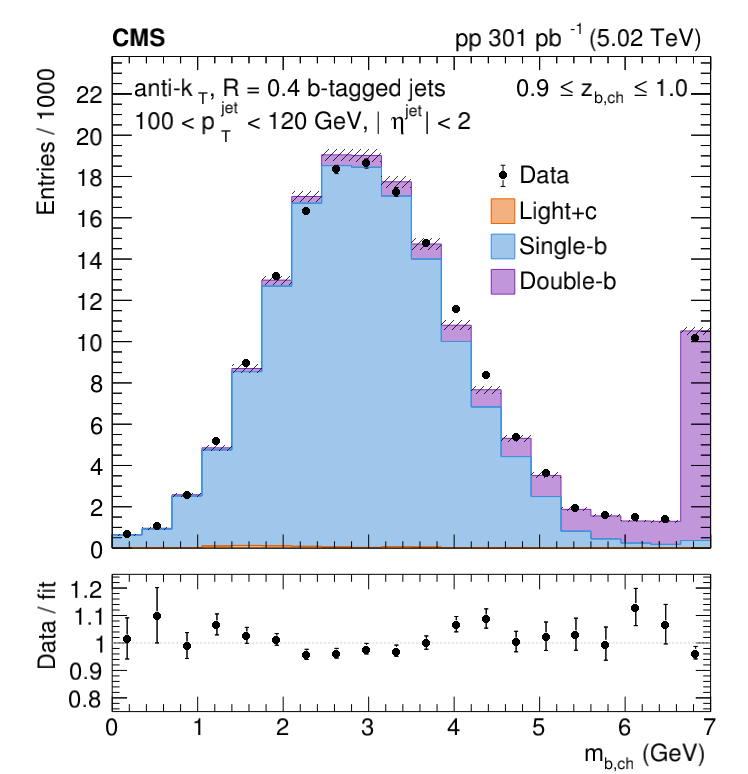 CMS pp 301 pb⁻¹ (5.02 TeV)
Entries / 1000
anti-k_T, R = 0.4 b-tagged jets 0.9 ≤ z_b,ch ≤ 1.0
100 < p_T^jet < 120 GeV, | η^jet| < 2
Data
Light+c
Single-b
Double-b
22
20
18
16
14
12
10
8
6
4
2
0
Data / fit
1.2
1.1
1
0.9
0.8
0 1 2 3 4 5 6 7
m_b,ch (GeV)